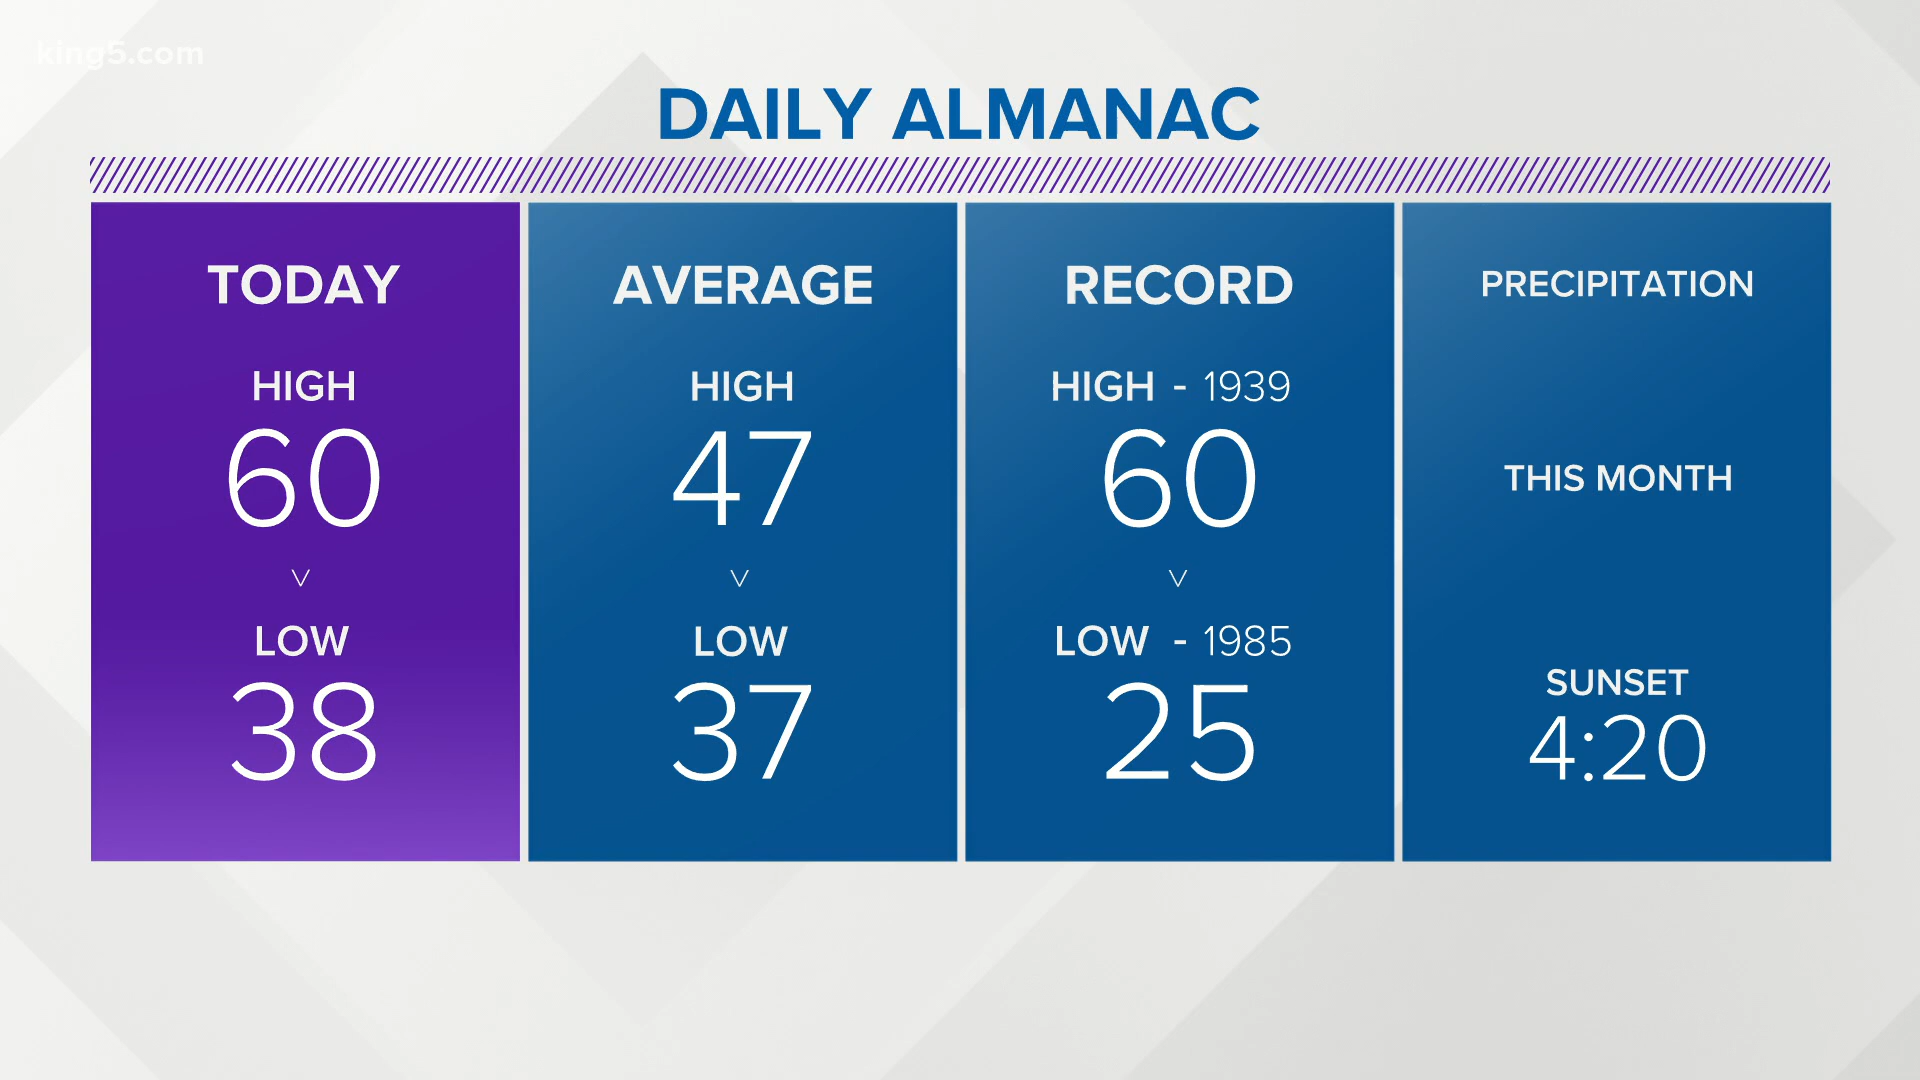 king5.com
DAILY ALMANAC
TODAY
HIGH
60
LOW
38
AVERAGE
HIGH
47
LOW
37
RECORD
HIGH - 1939
60
LOW - 1985
25
PRECIPITATION
THIS MONTH
SUNSET
4:20